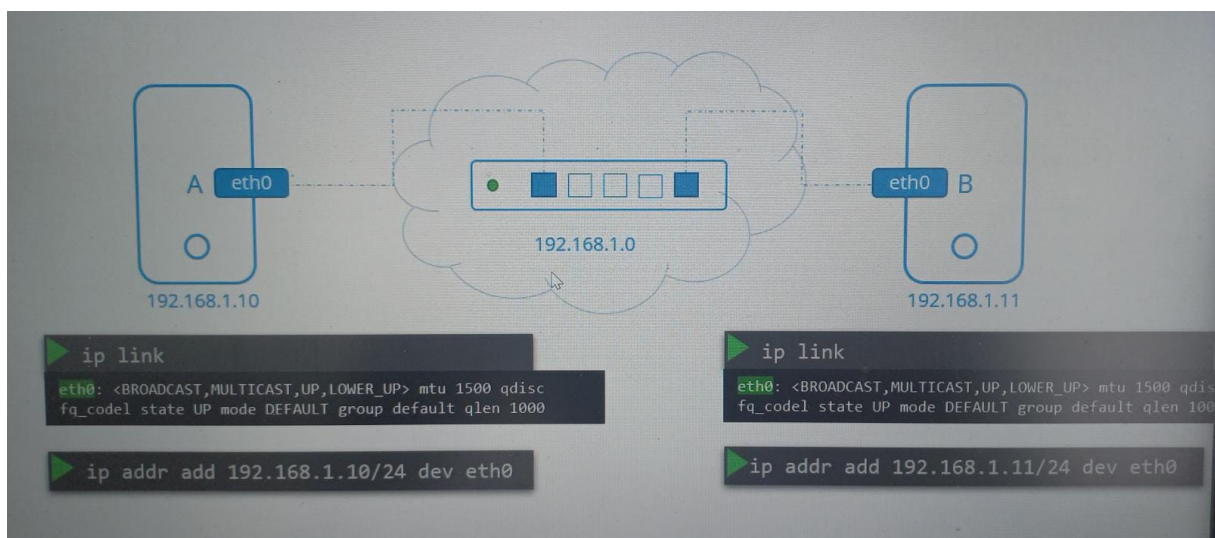 A eth0
eth0 B
192.168.1.0
192.168.1.10
192.168.1.11
ip link
eth0: <BROADCAST,MULTICAST,UP,LOWER_UP> mtu 1500 qdisc
fq_codel state UP mode DEFAULT group default qlen 1000
ip addr add 192.168.1.10/24 dev eth0
ip link
eth0: <BROADCAST,MULTICAST,UP,LOWER_UP> mtu 1500 qdis
fq_codel state UP mode DEFAULT group default qlen 100
ip addr add 192.168.1.11/24 dev eth0